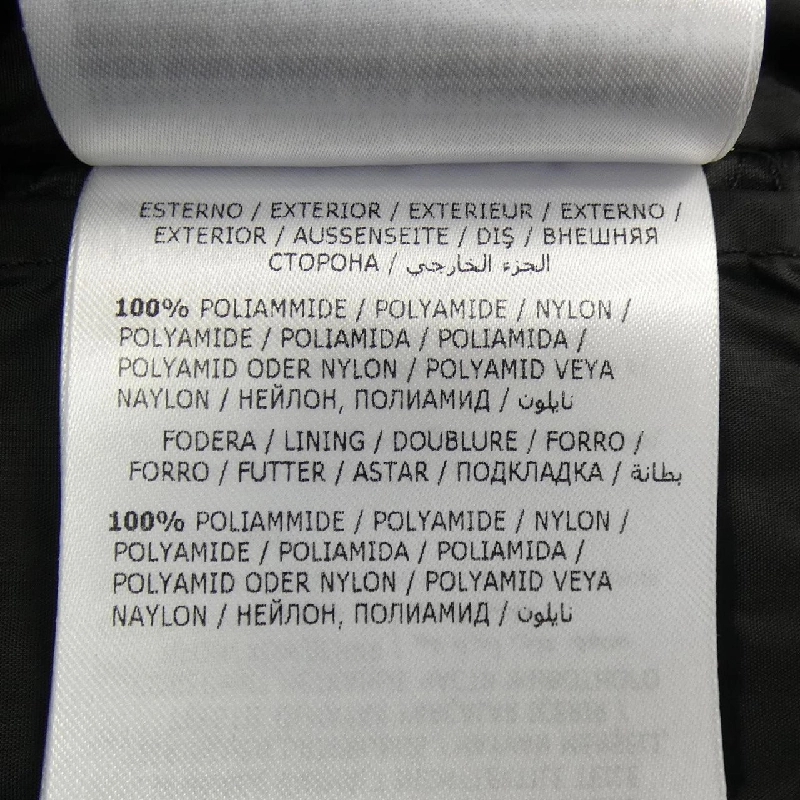 ESTERNO / EXTERIOR / EXTERIEUR / EXTERNO /
EXTERIOR / AUSSENSEITE / DIŞ / ВНЕШНЯЯ
СТОРОНА / الجزء الخارجي
100% POLIAMMIDE / POLYAMIDE / NYLON /
POLYAMIDE / POLIAMIDA / POLIAMIDA /
POLYAMID ODER NYLON / POLYAMID VEYA
NAYLON / НЕЙЛОН, ПОЛИАМИД / نايلون
FODERA / LINING / DOUBLURE / FORRO /
FORRO / FUTTER / ASTAR / ПОДКЛАДКА / بطانة
100% POLIAMMIDE / POLYAMIDE / NYLON /
POLYAMIDE / POLIAMIDA / POLIAMIDA /
POLYAMID ODER NYLON / POLYAMID VEYA
NAYLON / НЕЙЛОН, ПОЛИАМИД / نايلون